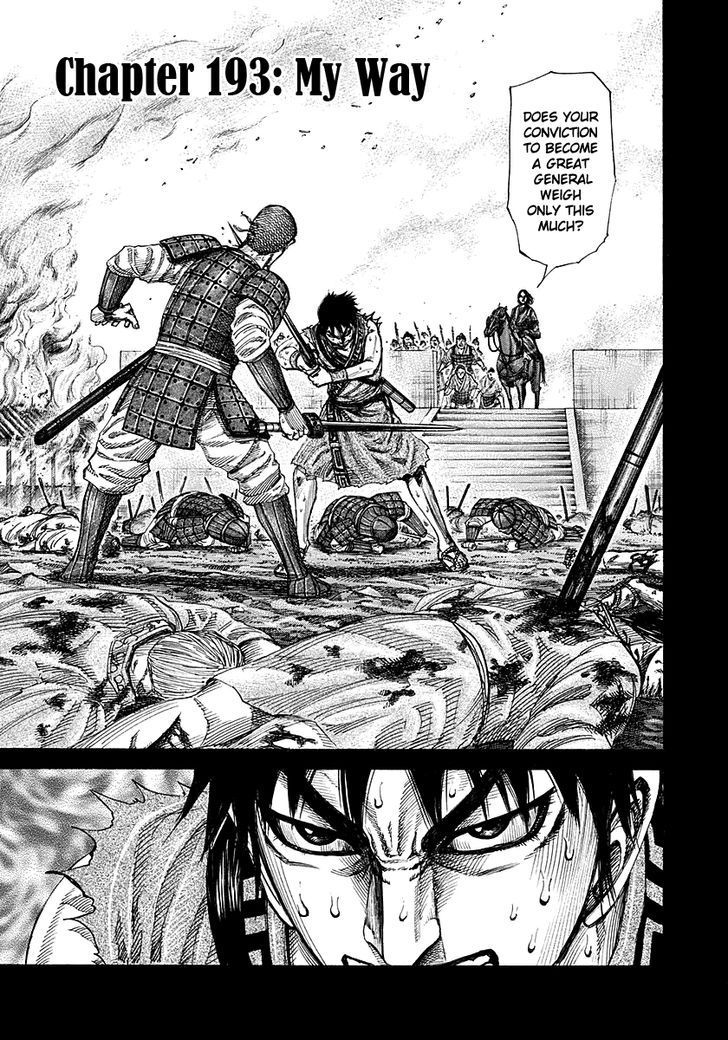 Chapter 193: My Way
DOES YOUR
CONVICTION
TO BECOME
A GREAT
GENERAL
WEIGH
ONLY THIS
MUCH?